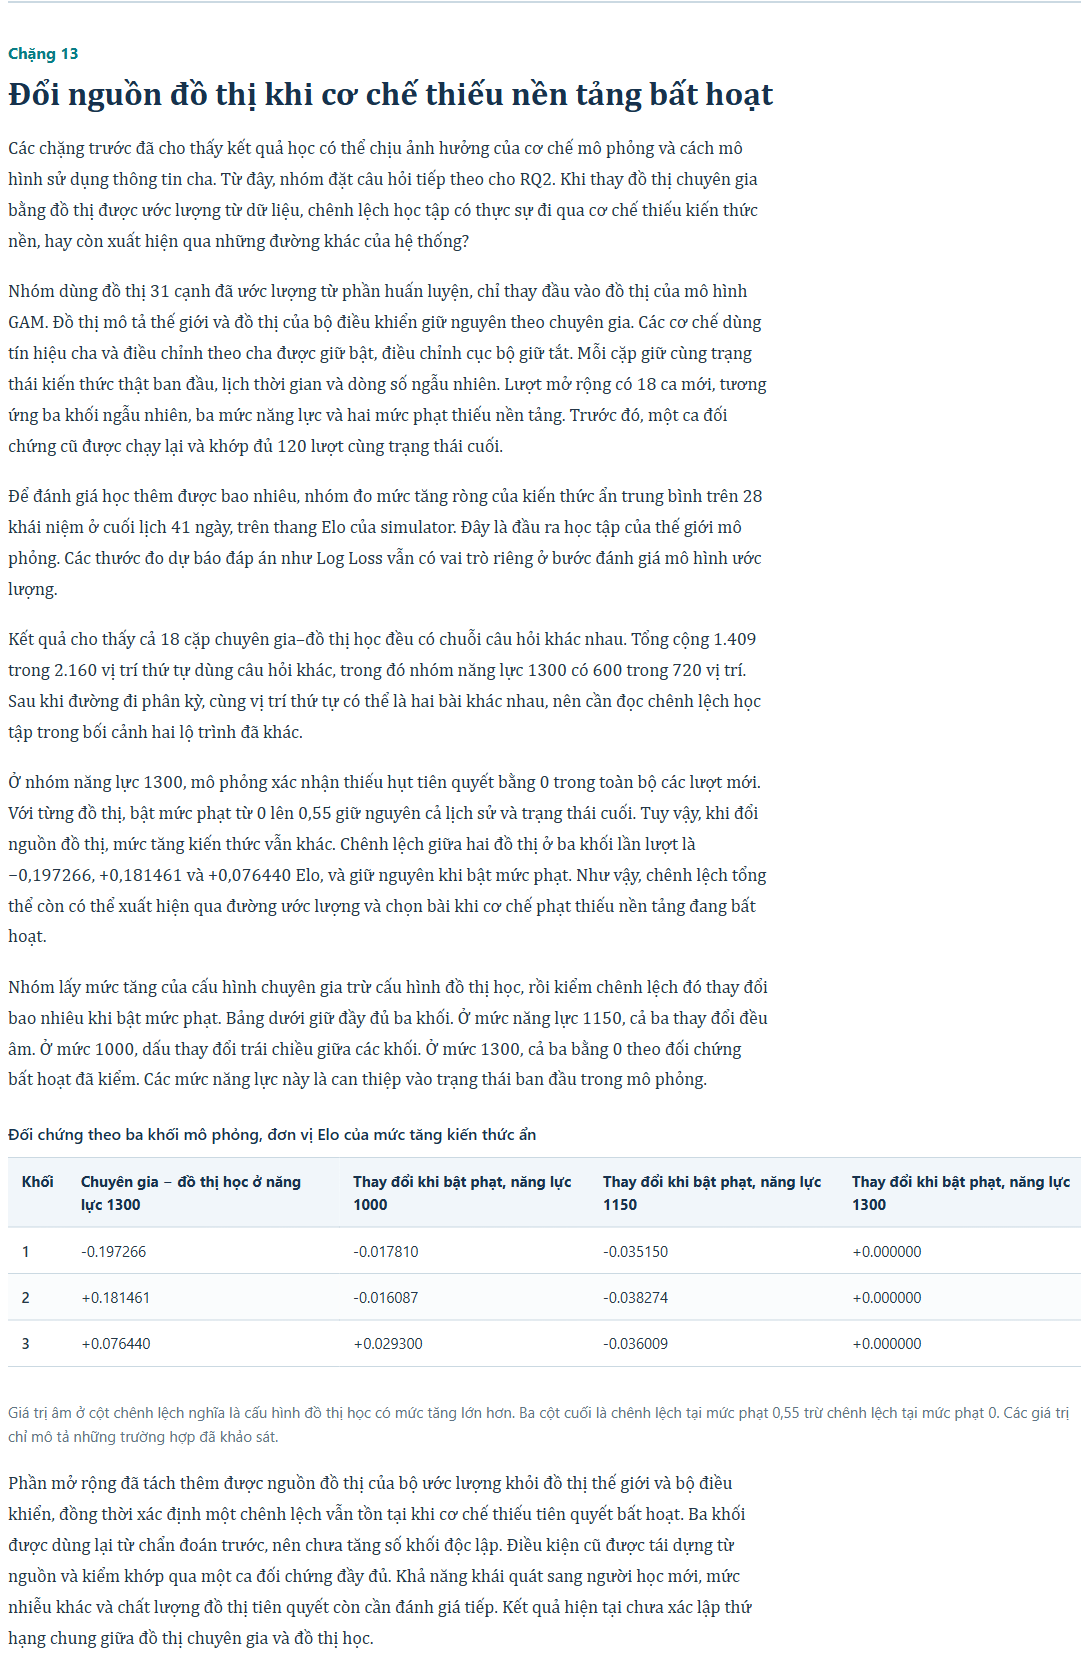 Chặng 13
Đổi nguồn đồ thị khi cơ chế thiếu nền tảng bất hoạt
Các chặng trước đã cho thấy kết quả học có thể chịu ảnh hưởng của cơ chế mô phỏng và cách mô
hình sử dụng thông tin cha. Từ đây, nhóm đặt câu hỏi tiếp theo cho RQ2. Khi thay đồ thị chuyên gia
bằng đồ thị được ước lượng từ dữ liệu, chênh lệch học tập có thực sự đi qua cơ chế thiếu kiến thức
nền, hay còn xuất hiện qua những đường khác của hệ thống?
Nhóm dùng đồ thị 31 cạnh đã ước lượng từ phần huấn luyện, chỉ thay đầu vào đồ thị của mô hình
GAM. Đồ thị mô tả thế giới và đồ thị của bộ điều khiển giữ nguyên theo chuyên gia. Các cơ chế dùng
tín hiệu cha và điều chỉnh theo cha được giữ bật, điều chỉnh cục bộ giữ tắt. Mỗi cặp giữ cùng trạng
thái kiến thức thật ban đầu, lịch thời gian và dòng số ngẫu nhiên. Lượt mở rộng có 18 ca mới, tương
ứng ba khối ngẫu nhiên, ba mức năng lực và hai mức phạt thiếu nền tảng. Trước đó, một ca đối
chứng cũ được chạy lại và khớp đủ 120 lượt cùng trạng thái cuối.
Để đánh giá học thêm được bao nhiêu, nhóm đo mức tăng ròng của kiến thức ẩn trung bình trên 28
khái niệm ở cuối lịch 41 ngày, trên thang Elo của simulator. Đây là đầu ra học tập của thế giới mô
phỏng. Các thước đo dự báo đáp án như Log Loss vẫn có vai trò riêng ở bước đánh giá mô hình ước
lượng.
Kết quả cho thấy cả 18 cặp chuyên gia–đồ thị học đều có chuỗi câu hỏi khác nhau. Tổng cộng 1.409
trong 2.160 vị trí thứ tự dùng câu hỏi khác, trong đó nhóm năng lực 1300 có 600 trong 720 vị trí.
Sau khi đường đi phân kỳ, cùng vị trí thứ tự có thể là hai bài khác nhau, nên cần đọc chênh lệch học
tập trong bối cảnh hai lộ trình đã khác.
Ở nhóm năng lực 1300, mô phỏng xác nhận thiếu hụt tiên quyết bằng 0 trong toàn bộ các lượt mới.
Với từng đồ thị, bật mức phạt từ 0 lên 0,55 giữ nguyên cả lịch sử và trạng thái cuối. Tuy vậy, khi đổi
nguồn đồ thị, mức tăng kiến thức vẫn khác. Chênh lệch giữa hai đồ thị ở ba khối lần lượt là
−0,197266, +0,181461 và +0,076440 Elo, và giữ nguyên khi bật mức phạt. Như vậy, chênh lệch tổng
thể còn có thể xuất hiện qua đường ước lượng và chọn bài khi cơ chế phạt thiếu nền tảng đang bất
hoạt.
Nhóm lấy mức tăng của cấu hình chuyên gia trừ cấu hình đồ thị học, rồi kiểm chênh lệch đó thay đổi
bao nhiêu khi bật mức phạt. Bảng dưới giữ đầy đủ ba khối. Ở mức năng lực 1150, cả ba thay đổi đều
âm. Ở mức 1000, dấu thay đổi trái chiều giữa các khối. Ở mức 1300, cả ba bằng 0 theo đối chứng
bất hoạt đã kiểm. Các mức năng lực này là can thiệp vào trạng thái ban đầu trong mô phỏng.
Đối chứng theo ba khối mô phỏng, đơn vị Elo của mức tăng kiến thức ẩn
Khối Chuyên gia − đồ thị học ở năng lực 1300 Thay đổi khi bật phạt, năng lực 1000 Thay đổi khi bật phạt, năng lực 1150 Thay đổi khi bật phạt, năng lực 1300
1 -0.197266 -0.017810 -0.035150 +0.000000
2 +0.181461 -0.016087 -0.038274 +0.000000
3 +0.076440 +0.029300 -0.036009 +0.000000
Giá trị âm ở cột chênh lệch nghĩa là cấu hình đồ thị học có mức tăng lớn hơn. Ba cột cuối là chênh lệch tại mức phạt 0,55 trừ chênh lệch tại mức phạt 0. Các giá trị
chỉ mô tả những trường hợp đã khảo sát.
Phần mở rộng đã tách thêm được nguồn đồ thị của bộ ước lượng khỏi đồ thị thế giới và bộ điều
khiển, đồng thời xác định một chênh lệch vẫn tồn tại khi cơ chế thiếu tiên quyết bất hoạt. Ba khối
được dùng lại từ chẩn đoán trước, nên chưa tăng số khối độc lập. Điều kiện cũ được tái dựng từ
nguồn và kiểm khớp qua một ca đối chứng đầy đủ. Khả năng khái quát sang người học mới, mức
nhiễu khác và chất lượng đồ thị tiên quyết còn cần đánh giá tiếp. Kết quả hiện tại chưa xác lập thứ
hạng chung giữa đồ thị chuyên gia và đồ thị học.